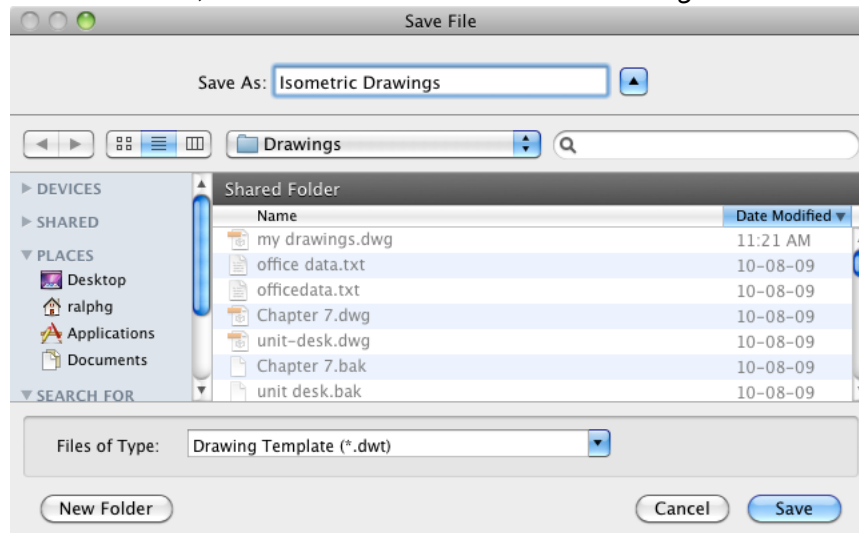 Save File
Save As: Isometric Drawings
Drawings
DEVICES
SHARED
PLACES
Desktop
ralphg
Applications
Documents
SEARCH FOR
Shared Folder
Name Date Modified
my drawings.dwg 11:21 AM
office data.txt 10-08-09
officedata.txt 10-08-09
Chapter 7.dwg 10-08-09
unit-desk.dwg 10-08-09
Chapter 7.bak 10-08-09
unit desk.bak 10-08-09
Files of Type: Drawing Template (*.dwt)
New Folder Cancel Save